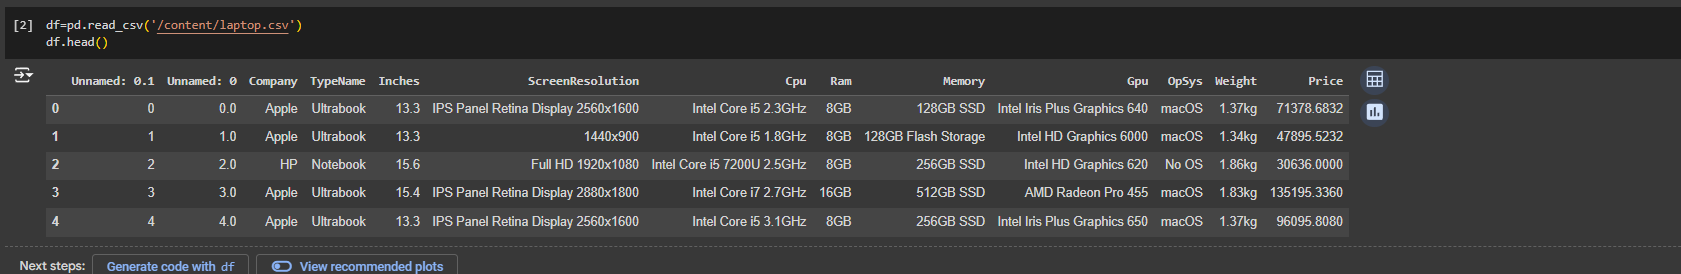 [2] df=pd.read_csv('/content/laptop.csv')
df.head()
Unnamed: 0.1 Unnamed: 0 Company TypeName Inches ScreenResolution Cpu Ram Memory Gpu OpSys Weight Price
0 0 0.0 Apple Ultrabook 13.3 IPS Panel Retina Display 2560x1600 Intel Core i5 2.3GHz 8GB 128GB SSD Intel Iris Plus Graphics 640 macOS 1.37kg 71378.6832
1 1 1.0 Apple Ultrabook 13.3 1440x900 Intel Core i5 1.8GHz 8GB 128GB Flash Storage Intel HD Graphics 6000 macOS 1.34kg 47895.5232
2 2 2.0 HP Notebook 15.6 Full HD 1920x1080 Intel Core i5 7200U 2.5GHz 8GB 256GB SSD Intel HD Graphics 620 No OS 1.86kg 30636.0000
3 3 3.0 Apple Ultrabook 15.4 IPS Panel Retina Display 2880x1800 Intel Core i7 2.7GHz 16GB 512GB SSD AMD Radeon Pro 455 macOS 1.83kg 135195.3360
4 4 4.0 Apple Ultrabook 13.3 IPS Panel Retina Display 2560x1600 Intel Core i5 3.1GHz 8GB 256GB SSD Intel Iris Plus Graphics 650 macOS 1.37kg 96095.8080
Next steps: Generate code with df View recommended plots